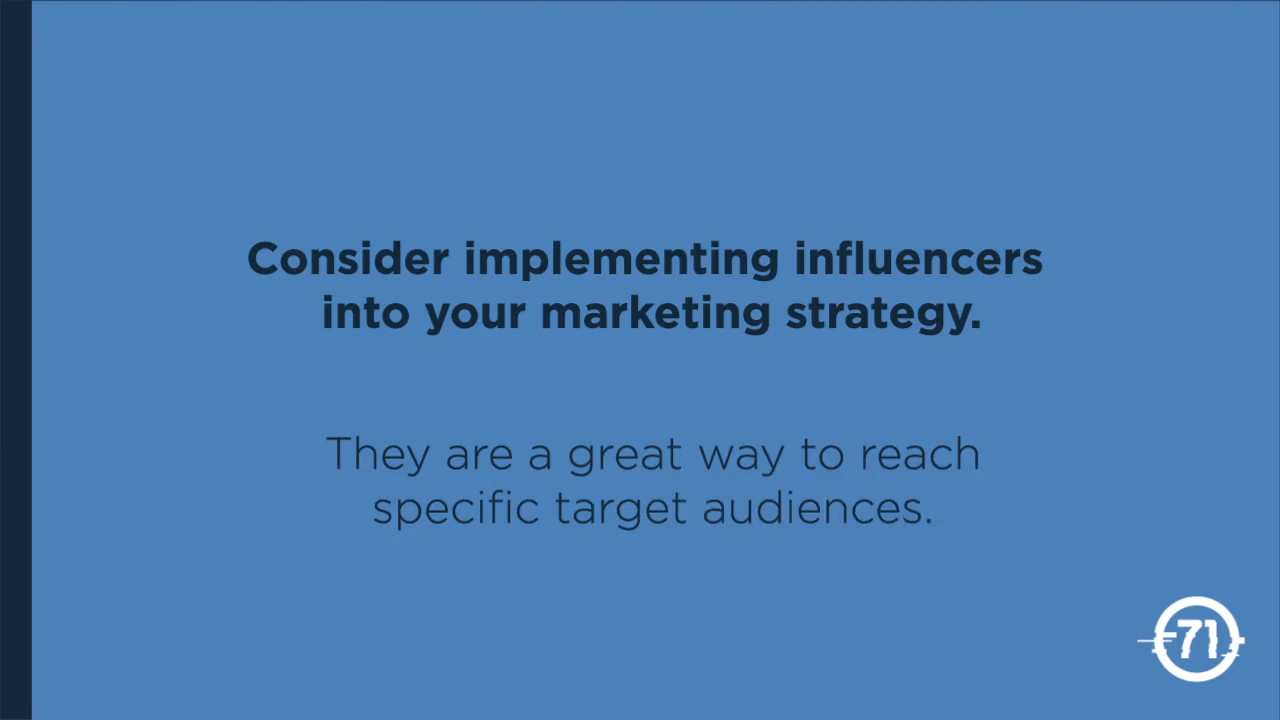 Consider implementing influencers
into your marketing strategy.
They are a great way to reach
specific target audiences.
71